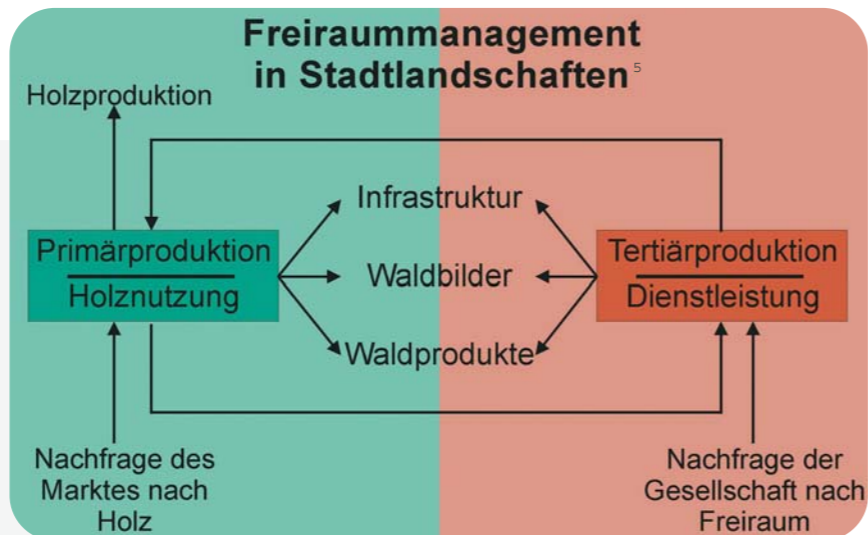 Freiraummanagement
in Stadtlandschaften 5
Holzproduktion
Infrastruktur
Primärproduktion
Holznutzung
Waldbilder
Tertiärproduktion
Dienstleistung
Waldprodukte
Nachfrage des
Marktes nach
Holz
Nachfrage der
Gesellschaft nach
Freiraum